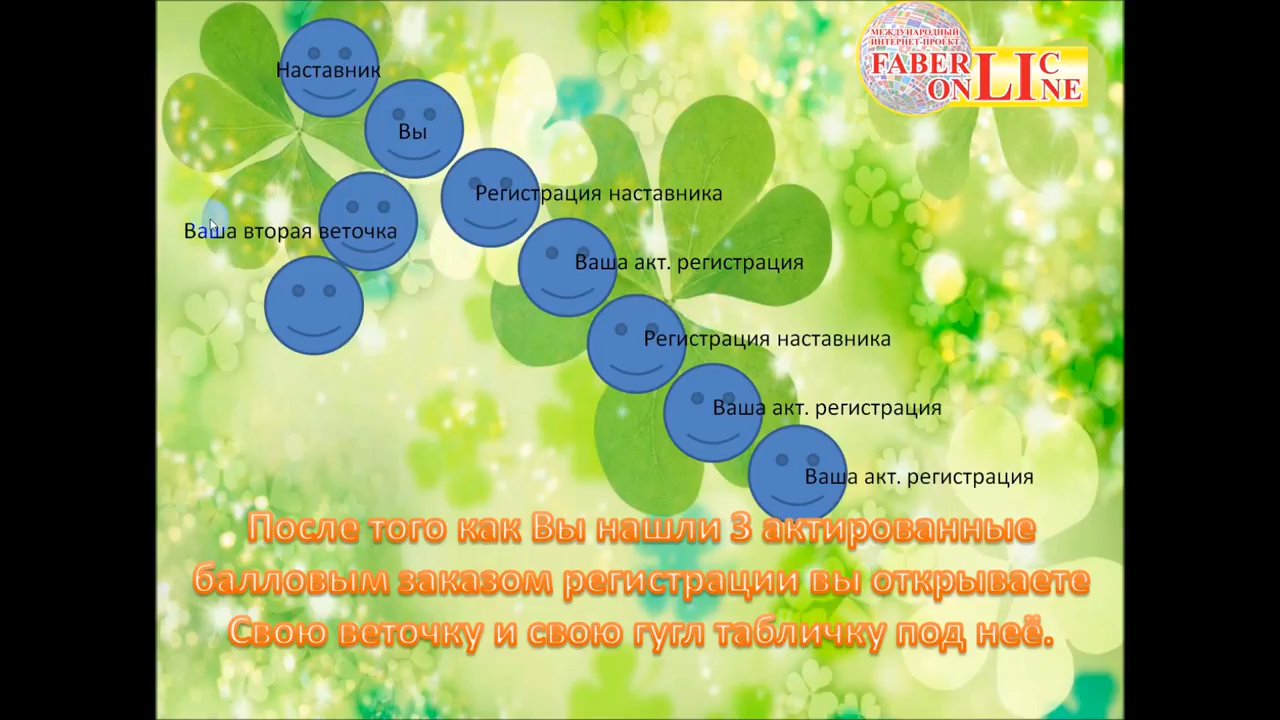 МЕЖДУНАРОДНЫЙ
ИНТЕРНЕТ-ПРОЕКТ
FABERLIC
ONLINE
Наставник
Вы
Регистрация наставника
Ваша вторая веточка
Ваша акт. регистрация
Регистрация наставника
Ваша акт. регистрация
Ваша акт. регистрация
После того как Вы нашли 3 актированные
балловым заказом регистрации вы открываете
Свою веточку и свою гугл табличку под неё.